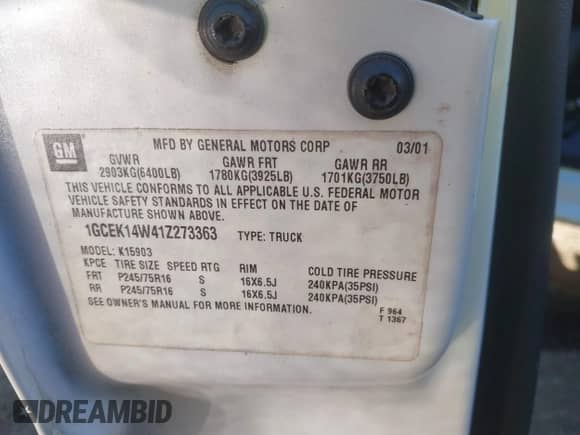 GM
MFD BY GENERAL MOTORS CORP 03/01
GVWR GAWR FRT GAWR RR
2903KG(6400LB) 1780KG(3925LB) 1701KG(3750LB)
THIS VEHICLE CONFORMS TO ALL APPLICABLE U.S. FEDERAL MOTOR
VEHICLE SAFETY STANDARDS IN EFFECT ON THE DATE OF
MANUFACTURE SHOWN ABOVE.
1GCEK14W41Z273363 TYPE: TRUCK
MODEL: K15903
KPCE TIRE SIZE SPEED RTG RIM COLD TIRE PRESSURE
FRT P245/75R16 S 16X6.5J 240KPA(35PSI)
RR P245/75R16 S 16X6.5J 240KPA(35PSI)
SEE OWNER'S MANUAL FOR MORE INFORMATION.
F 964
T 1367
DREAMBID